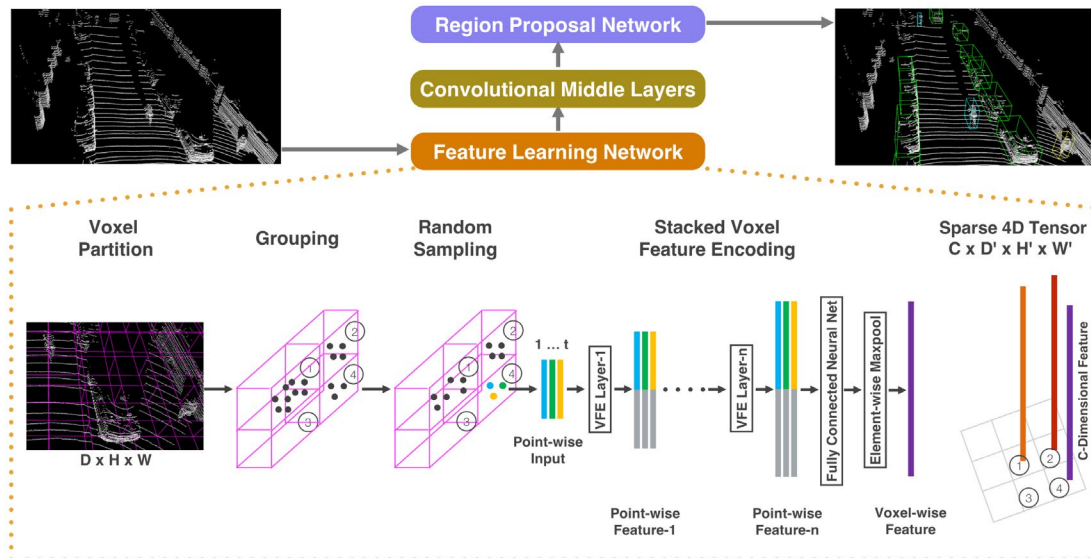 Region Proposal Network
Convolutional Middle Layers
Feature Learning Network
Voxel
Partition
Grouping
Random
Sampling
Stacked Voxel
Feature Encoding
Sparse 4D Tensor
C x D' x H' x W'
D x H x W
1
2
3
4
1
2
3
4
1 ... t
Point-wise
Input
VFE Layer-1
Point-wise
Feature-1
VFE Layer-n
Point-wise
Feature-n
Fully Connected Neural Net
Element-wise Maxpool
Voxel-wise
Feature
C-Dimensional Feature
1
2
3
4